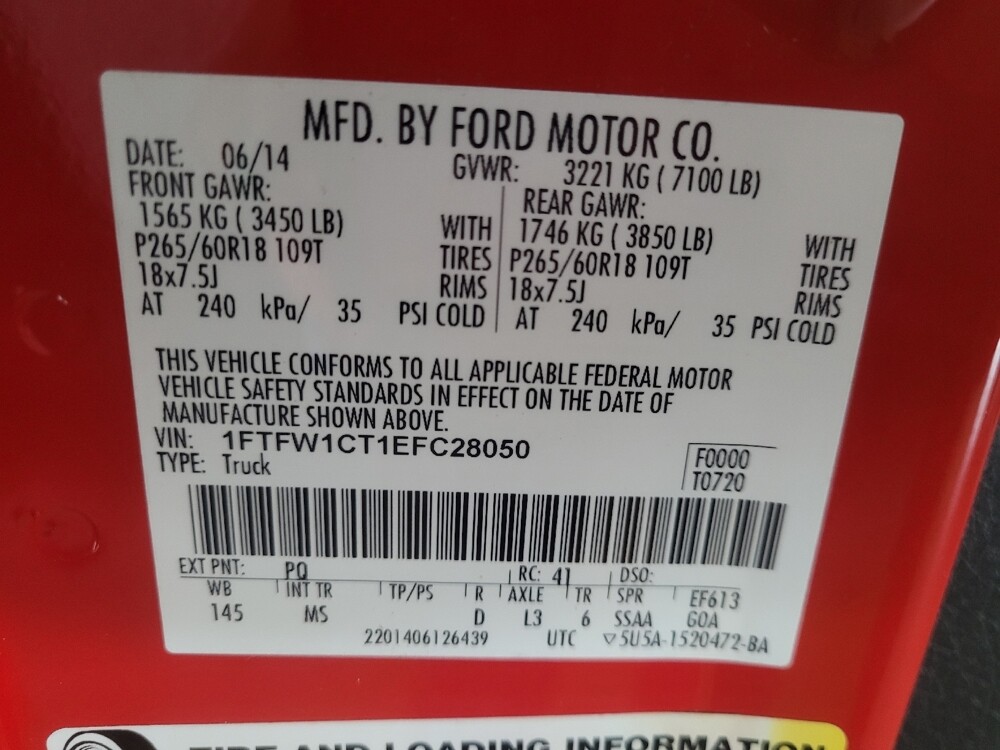 MFD. BY FORD MOTOR CO.
DATE: 06/14 GVWR: 3221 KG ( 7100 LB)
FRONT GAWR: REAR GAWR:
1565 KG ( 3450 LB) WITH 1746 KG ( 3850 LB) WITH
P265/60R18 109T TIRES P265/60R18 109T TIRES
18x7.5J RIMS 18x7.5J RIMS
AT 240 kPa/ 35 PSI COLD AT 240 kPa/ 35 PSI COLD
THIS VEHICLE CONFORMS TO ALL APPLICABLE FEDERAL MOTOR
VEHICLE SAFETY STANDARDS IN EFFECT ON THE DATE OF
MANUFACTURE SHOWN ABOVE.
VIN: 1FTFW1CT1EFC28050
TYPE: Truck
F0000
T0720
EXT PNT: PQ RC: 41 DSO:
WB INT TR TP/PS R AXLE TR SPR EF613
145 MS D L3 6 SSAA GOA
2201406126439 UTC ▽5U5A-1520472-BA
TIRE AND LOADING INFORMATION